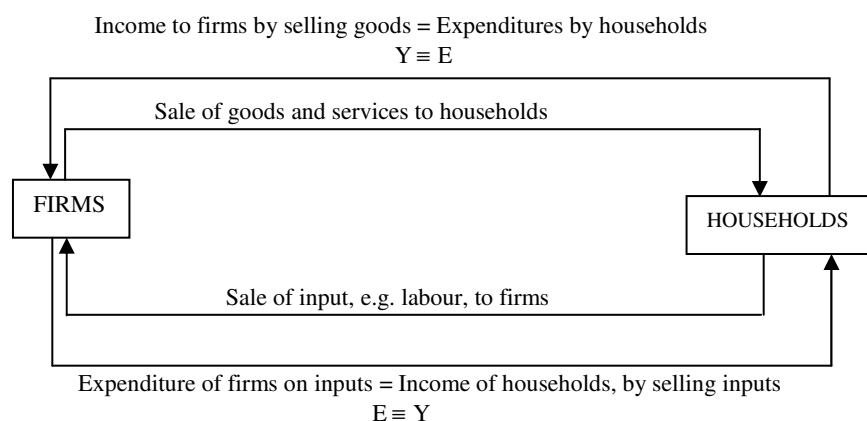 Income to firms by selling goods = Expenditures by households
Y ≡ E
Sale of goods and services to households
FIRMS
HOUSEHOLDS
Sale of input, e.g. labour, to firms
Expenditure of firms on inputs = Income of households, by selling inputs
E ≡ Y